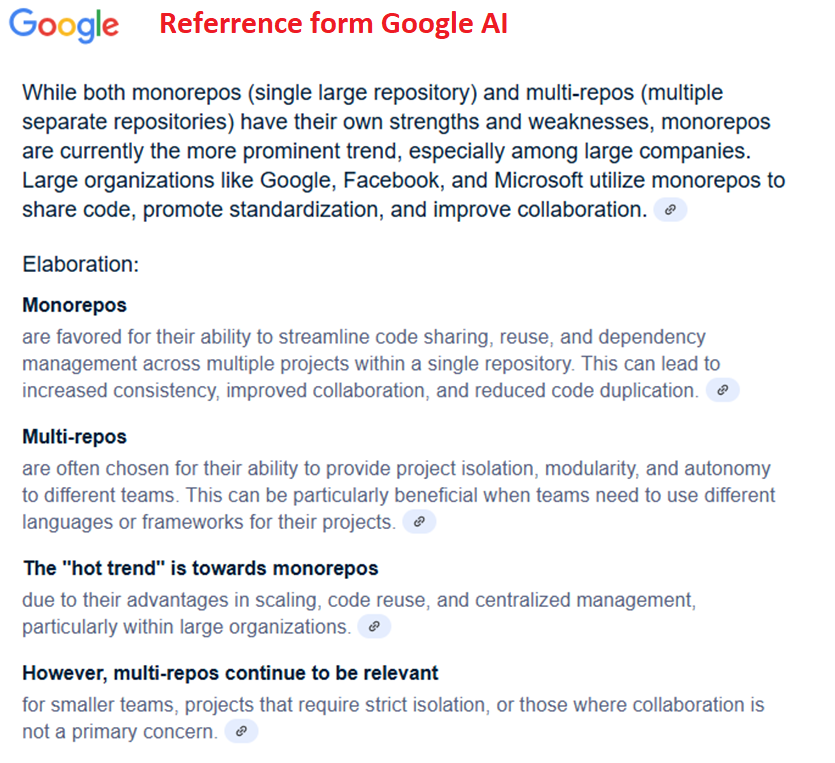 Google Referrence form Google AI
While both monorepos (single large repository) and multi-repos (multiple
separate repositories) have their own strengths and weaknesses, monorepos
are currently the more prominent trend, especially among large companies.
Large organizations like Google, Facebook, and Microsoft utilize monorepos to
share code, promote standardization, and improve collaboration.
Elaboration:
Monorepos
are favored for their ability to streamline code sharing, reuse, and dependency
management across multiple projects within a single repository. This can lead to
increased consistency, improved collaboration, and reduced code duplication.
Multi-repos
are often chosen for their ability to provide project isolation, modularity, and autonomy
to different teams. This can be particularly beneficial when teams need to use different
languages or frameworks for their projects.
The "hot trend" is towards monorepos
due to their advantages in scaling, code reuse, and centralized management,
particularly within large organizations.
However, multi-repos continue to be relevant
for smaller teams, projects that require strict isolation, or those where collaboration is
not a primary concern.